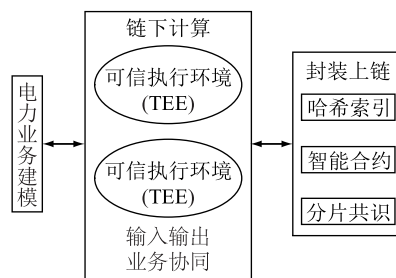 电力业务建模
链下计算
可信执行环境
(TEE)
可信执行环境
(TEE)
输入输出
业务协同
封装上链
哈希索引
智能合约
分片共识